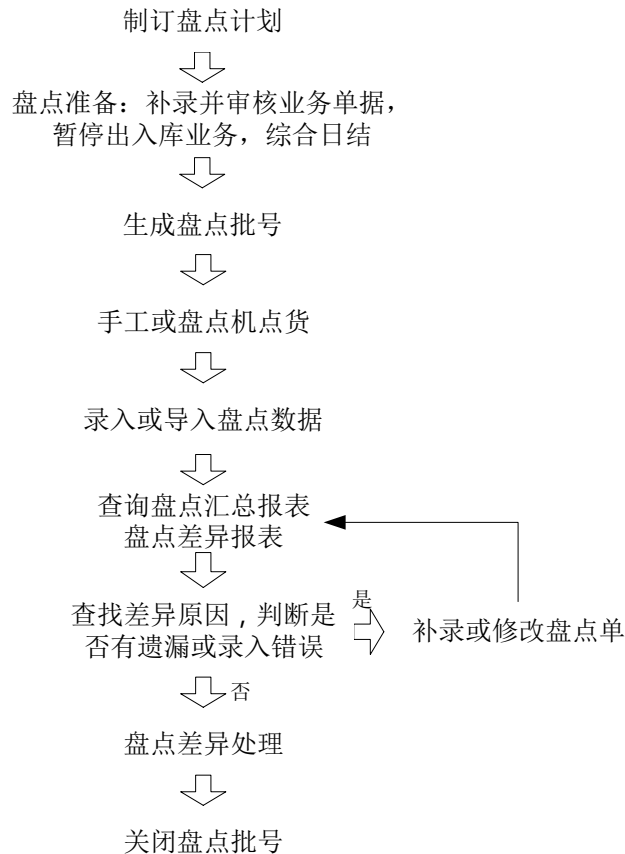 制订盘点计划
盘点准备：补录并审核业务单据，
暂停出入库业务，综合日结
生成盘点批号
手工或盘点机点货
录入或导入盘点数据
查询盘点汇总报表
盘点差异报表
查找差异原因，判断是
否有遗漏或录入错误
是
补录或修改盘点单
否
盘点差异处理
关闭盘点批号